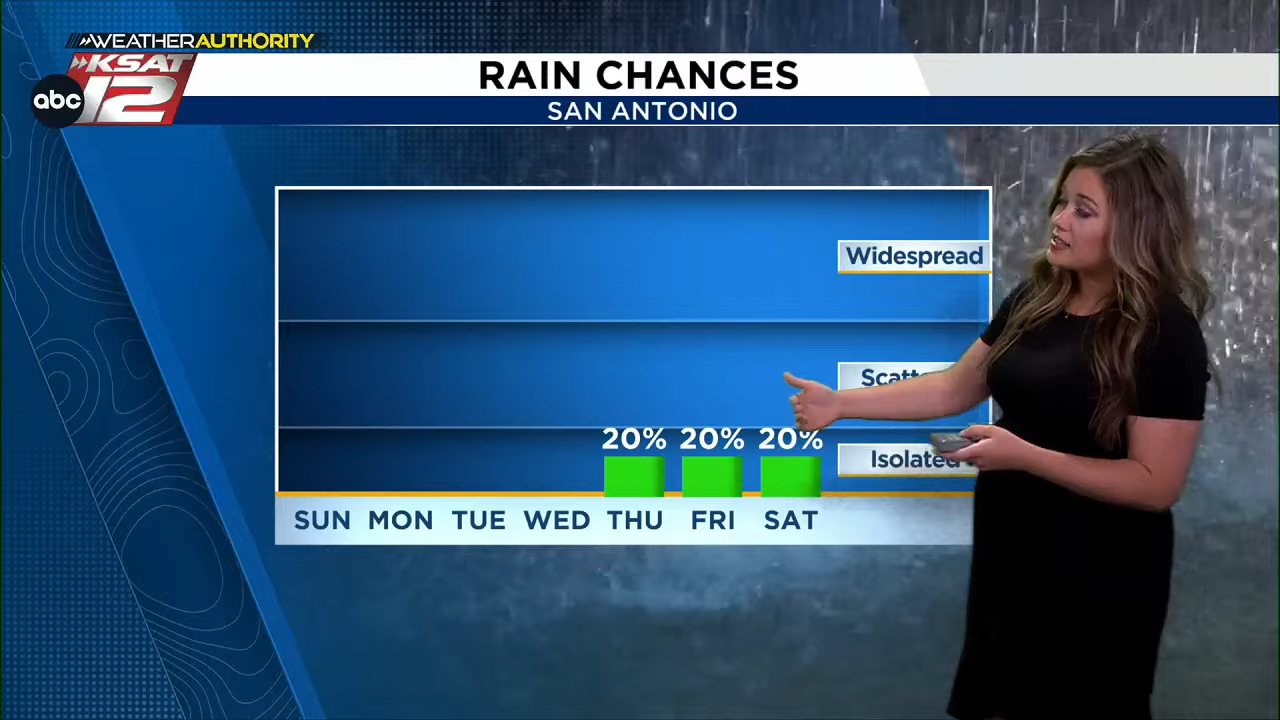 WEATHERAUTHORITY
KSAT
abc
12
RAIN CHANCES
SAN ANTONIO
Widespread
Isolated
20% 20% 20%
SUN MON TUE WED THU FRI SAT